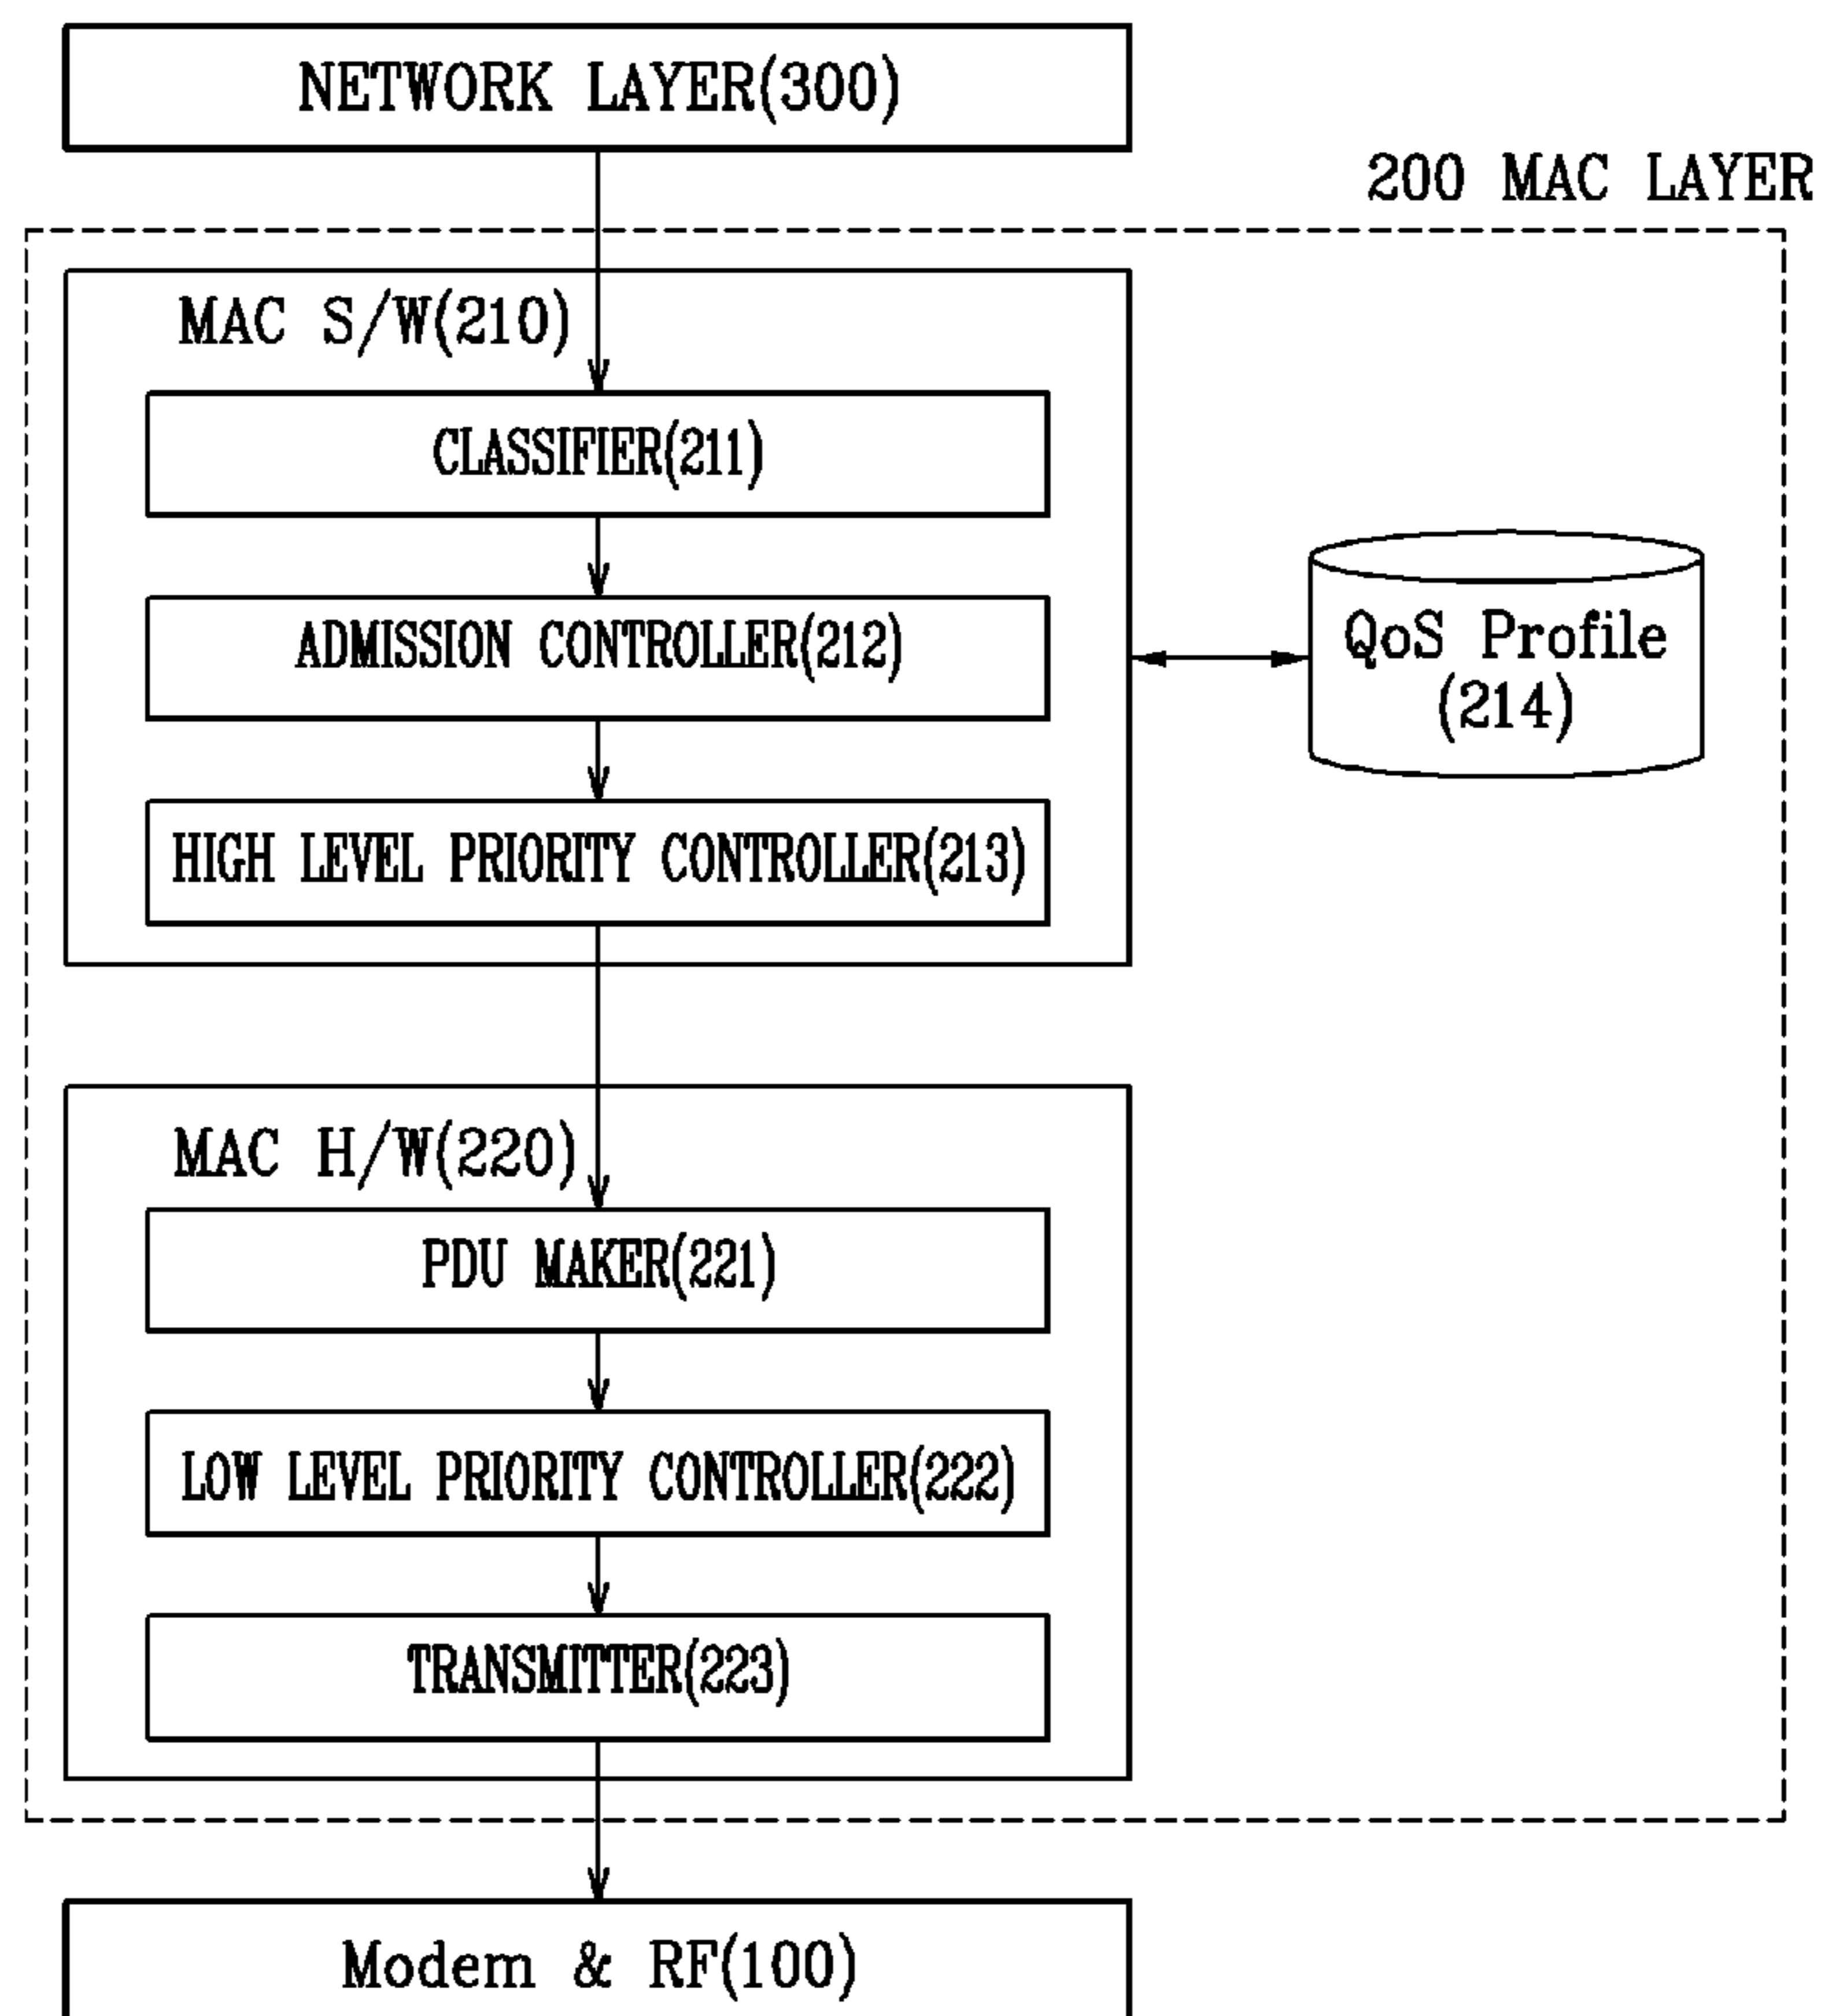 NETWORK LAYER(300)
200 MAC LAYER
MAC S/W(210)
CLASSIFIER(211)
ADMISSION CONTROLLER(212)
QoS Profile
(214)
HIGH LEVEL PRIORITY CONTROLLER(213)
MAC H/W(220)
PDU MAKER(221)
LOW LEVEL PRIORITY CONTROLLER(222)
TRANSMITTER(223)
Modem & RF(100)